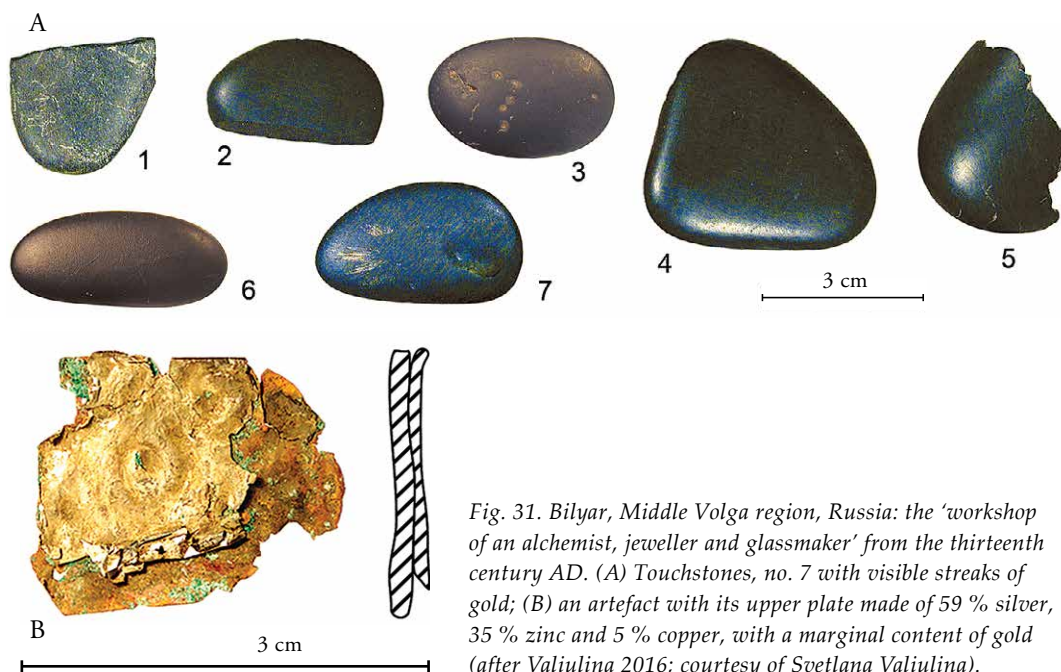 A
1
2
3
4
5
6
7
3 cm
B
3 cm
Fig. 31. Bilyar, Middle Volga region, Russia: the ‘workshop
of an alchemist, jeweller and glassmaker’ from the thirteenth
century AD. (A) Touchstones, no. 7 with visible streaks of
gold; (B) an artefact with its upper plate made of 59 % silver,
35 % zinc and 5 % copper, with a marginal content of gold
(after Valiulina 2016; courtesy of Svetlana Valiulina).